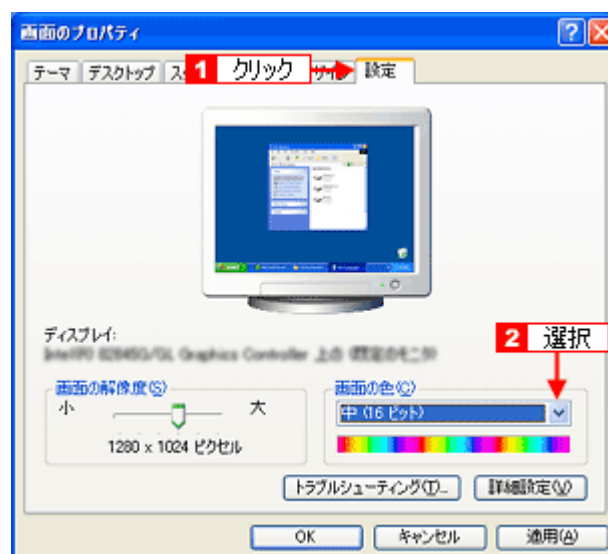 画面のプロパティ
テーマ デスクトップ 1 クリック 設定
ディスプレイ:
2 選択
画面の解像度(S)
小 大
1280 x 1024 ピクセル
画面の色(C)
中 (16 ビット)
トラブルシューティング(T)... 詳細設定(V)
OK キャンセル 適用(A)